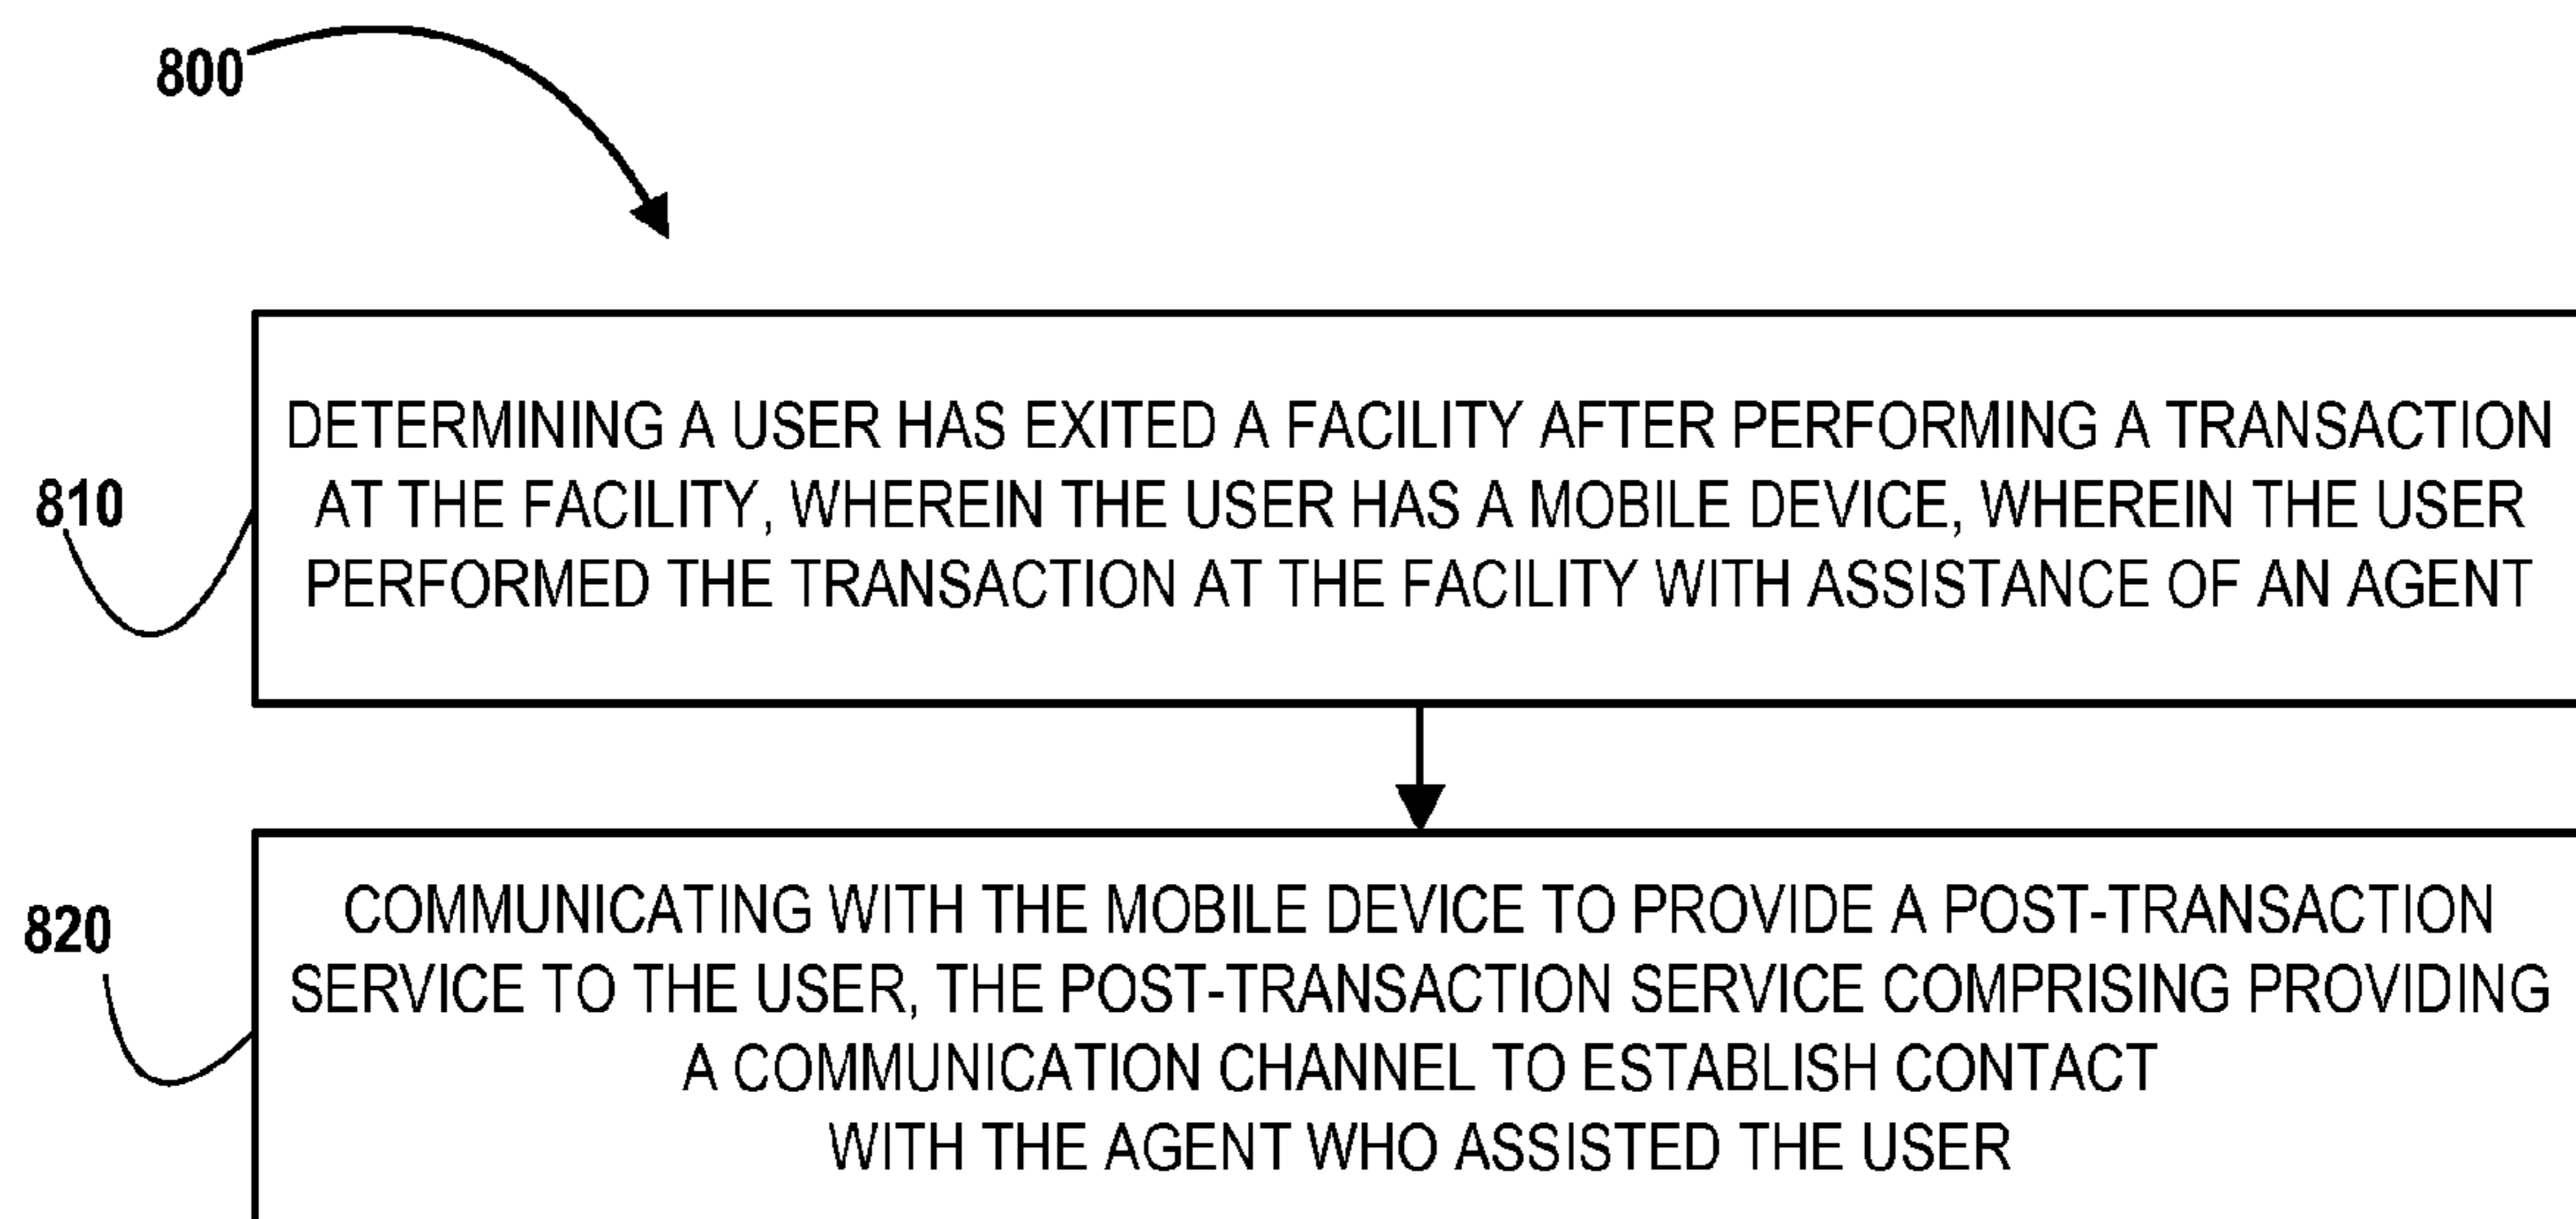 800
810
DETERMINING A USER HAS EXITED A FACILITY AFTER PERFORMING A TRANSACTION
AT THE FACILITY, WHEREIN THE USER HAS A MOBILE DEVICE, WHEREIN THE USER
PERFORMED THE TRANSACTION AT THE FACILITY WITH ASSISTANCE OF AN AGENT
820
COMMUNICATING WITH THE MOBILE DEVICE TO PROVIDE A POST-TRANSACTION
SERVICE TO THE USER, THE POST-TRANSACTION SERVICE COMPRISING PROVIDING
A COMMUNICATION CHANNEL TO ESTABLISH CONTACT
WITH THE AGENT WHO ASSISTED THE USER